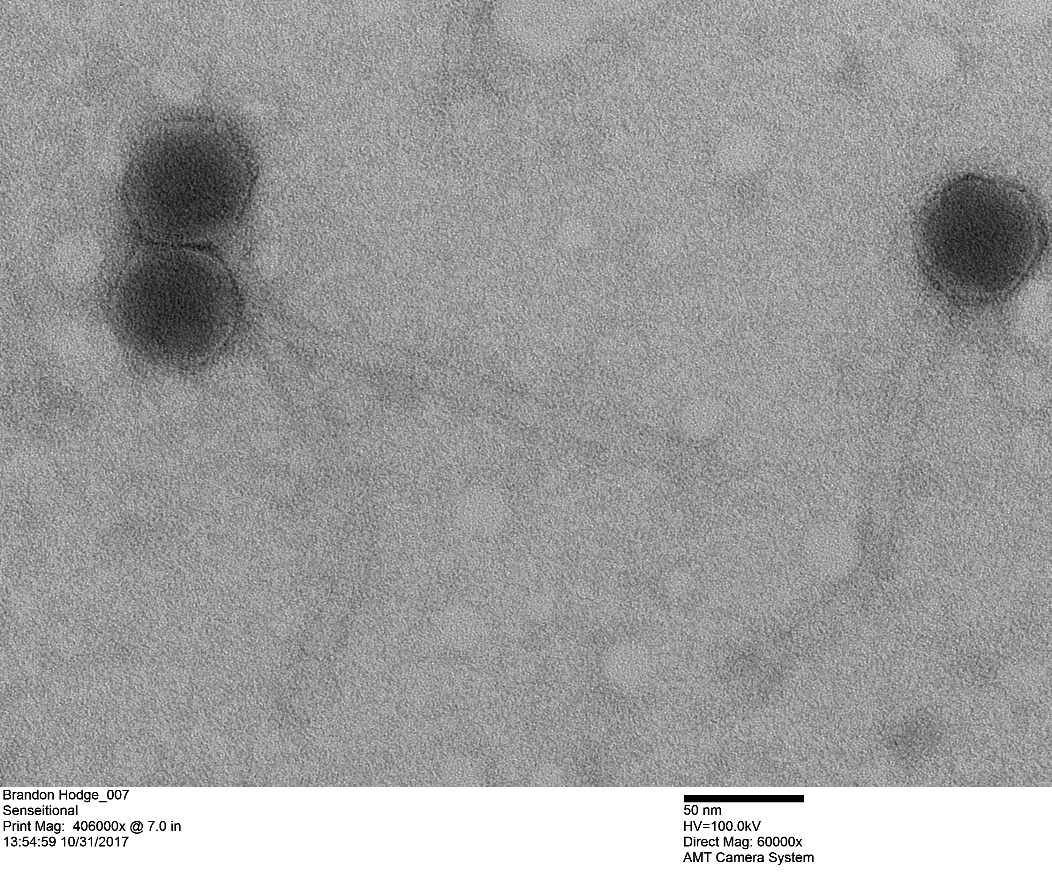 Brandon Hodge_007
Senseitional
Print Mag: 406000x @ 7.0 in
13:54:59 10/31/2017
50 nm
HV=100.0kV
Direct Mag: 60000x
AMT Camera System